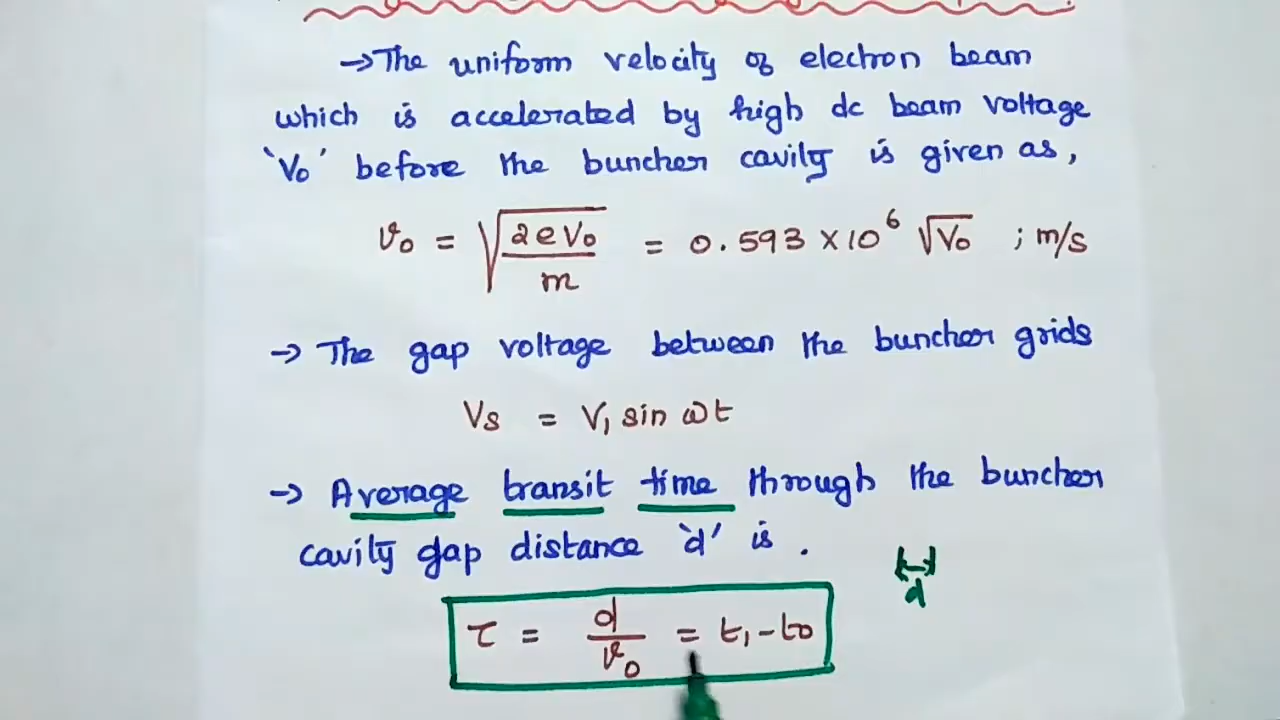 → The uniform velocity of electron beam
which is accelerated by high dc beam voltage
'V₀' before the buncher cavity is given as,
v₀ = √(2eV₀/m) = 0.593 × 10⁶ √V₀ ; m/s
→ The gap voltage between the buncher grids
Vs = V₁ sin ωt
→ Average transit time through the buncher
cavity gap distance 'd' is .
d
τ = d/v₀ = t₁ - t₀